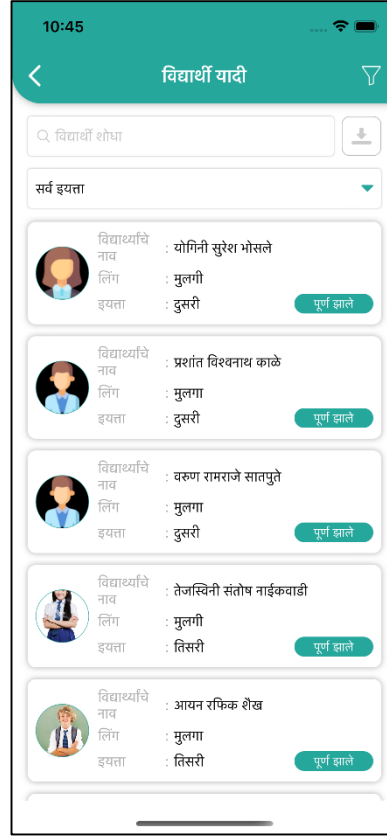 10:45
विद्यार्थी यादी
विद्यार्थी शोधा
सर्व इयत्ता
विद्यार्थ्यांचे नाव : योगिनी सुरेश भोसले
लिंग : मुलगी
इयत्ता : दुसरी पूर्ण झाले
विद्यार्थ्यांचे नाव : प्रशांत विश्वनाथ काळे
लिंग : मुलगा
इयत्ता : दुसरी पूर्ण झाले
विद्यार्थ्यांचे नाव : वरुण रामराजे सातपुते
लिंग : मुलगा
इयत्ता : दुसरी पूर्ण झाले
विद्यार्थ्यांचे नाव : तेजस्विनी संतोष नाईकवाडी
लिंग : मुलगी
इयत्ता : तिसरी पूर्ण झाले
विद्यार्थ्यांचे नाव : आयन रफिक शेख
लिंग : मुलगा
इयत्ता : तिसरी पूर्ण झाले